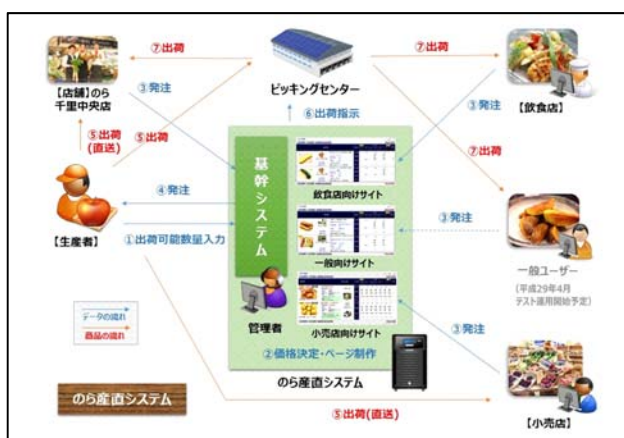 ⑦出荷
⑦出荷
ピッキングセンター
【店舗】のら
千里中央店
③発注
③発注
【飲食店】
⑥出荷指示
⑤出荷
(直送)
⑤出荷
⑦出荷
基幹システム
飲食店向けサイト
④発注
【生産者】
①出荷可能数量入力
③発注
一般向けサイト
一般ユーザー
(平成29年4月
テスト運用開始予定)
データの流れ
商品の流れ
管理者
小売店向けサイト
③発注
②価格決定・ページ制作
のら産直システム
のら産直システム
⑤出荷(直送)
【小売店】